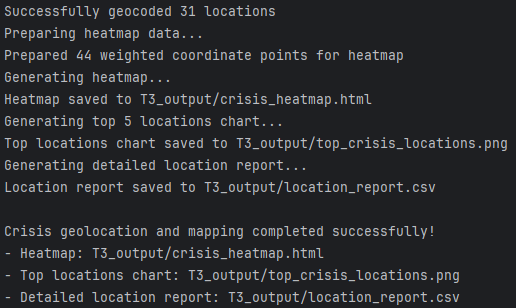 Successfully geocoded 31 locations
Preparing heatmap data...
Prepared 44 weighted coordinate points for heatmap
Generating heatmap...
Heatmap saved to T3_output/crisis_heatmap.html
Generating top 5 locations chart...
Top locations chart saved to T3_output/top_crisis_locations.png
Generating detailed location report...
Location report saved to T3_output/location_report.csv
Crisis geolocation and mapping completed successfully!
- Heatmap: T3_output/crisis_heatmap.html
- Top locations chart: T3_output/top_crisis_locations.png
- Detailed location report: T3_output/location_report.csv